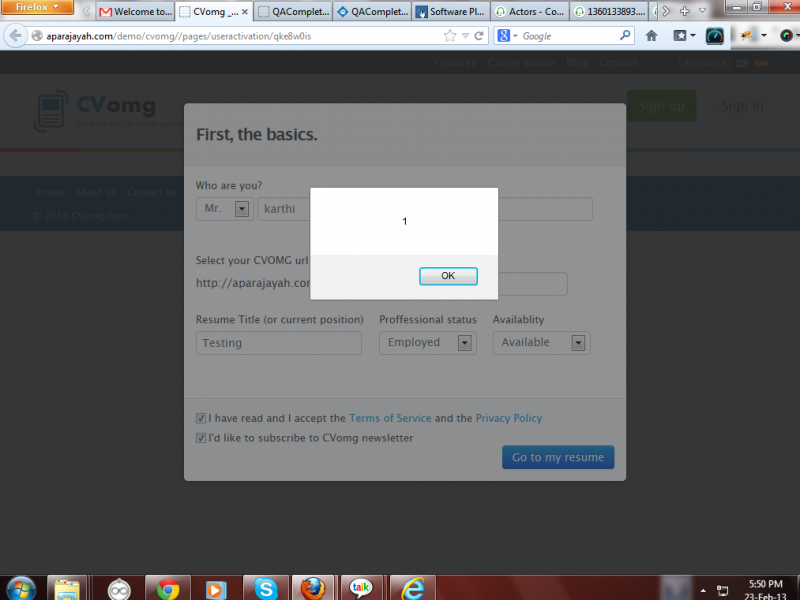 Firefox
Welcome to...
CVomg _...
QAComplet...
QAComplet...
Software Pl...
Actors - Co...
1360133893....
aparajayah.com/demo/cvomg//pages/useractivation/qke8w0is
Google
Features Career advice Blog Contact Language
CVomg
Sign up
Sign in
First, the basics.
Home About us Contact us
© 2013 CVomg.com
Who are you?
Mr.
karthi
1
OK
Select your CVOMG url
http://aparajayah.com
Resume Title (or current position)
Proffessional status
Availablity
Testing
Employed
Available
I have read and I accept the Terms of Service and the Privacy Policy
I'd like to subscribe to CVomg newsletter
Go to my resume
talk
5:50 PM
23-Feb-13